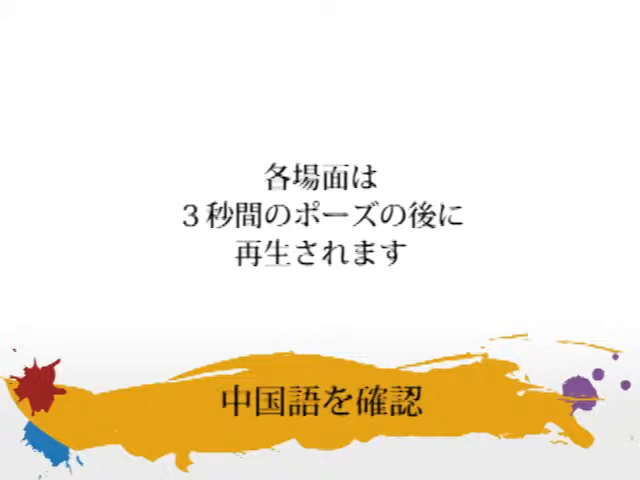 各場面は
３秒間のポーズの後に
再生されます
中国語を確認